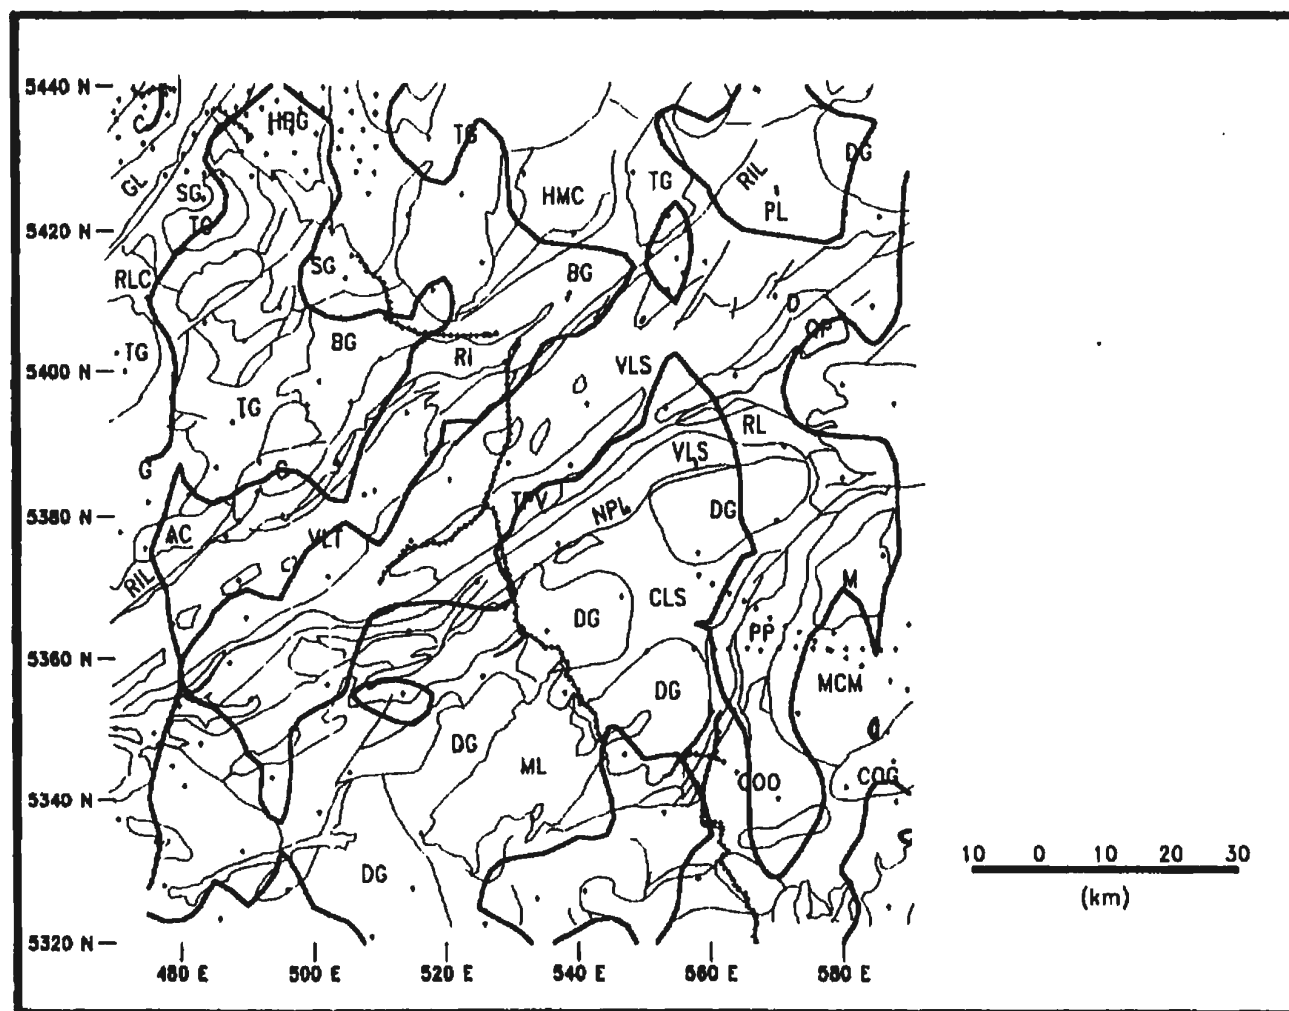 5440 N
HBG
TG
DG
GL
SG
HMC
TG
RIL
PL
TG
5420 N
RLC
SG
BG
D
QP
TG
BG
RI
VLS
5400 N
TG
RL
VLS
G
G
TPV
NPL
DG
5380 N
AC
VLT
RIL
M
DG
CLS
PP
5360 N
DG
MCM
DG
ML
COO
COG
5340 N
DG
10 0 10 20 30
(km)
5320 N
480 E 500 E 520 E 540 E 560 E 580 E